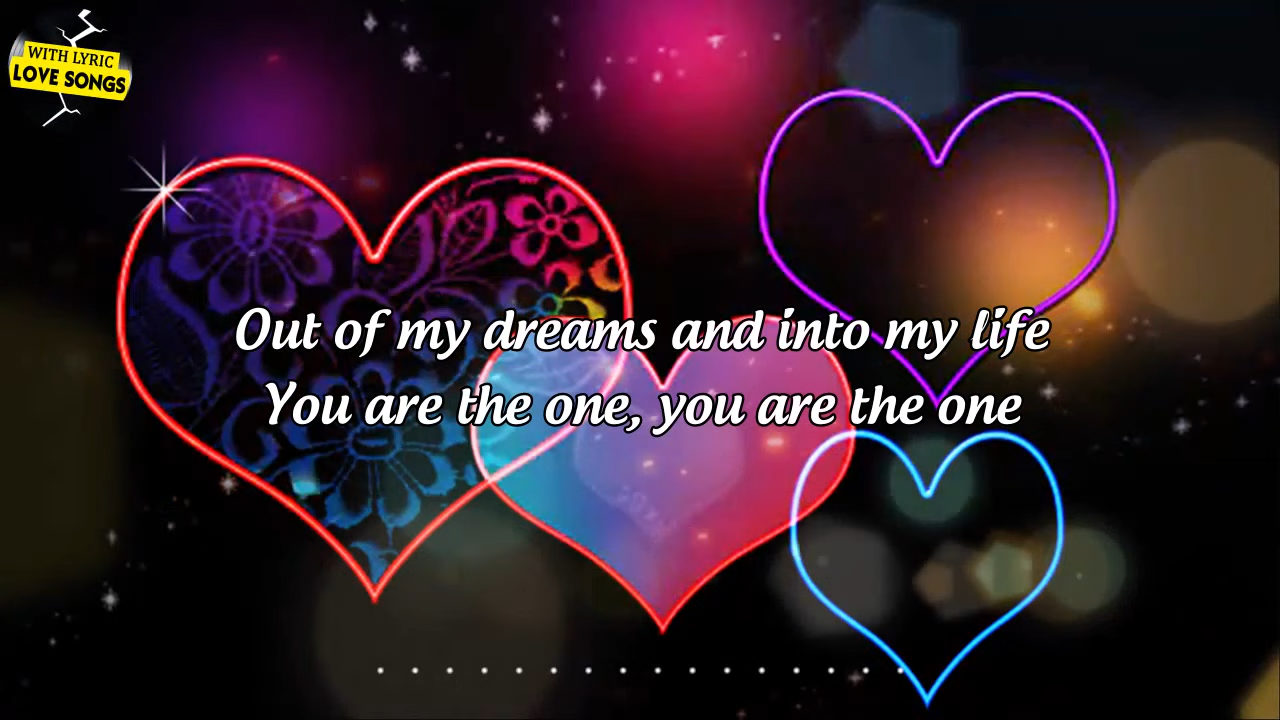 WITH LYRIC
LOVE SONGS
Out of my dreams and into my life
You are the one, you are the one